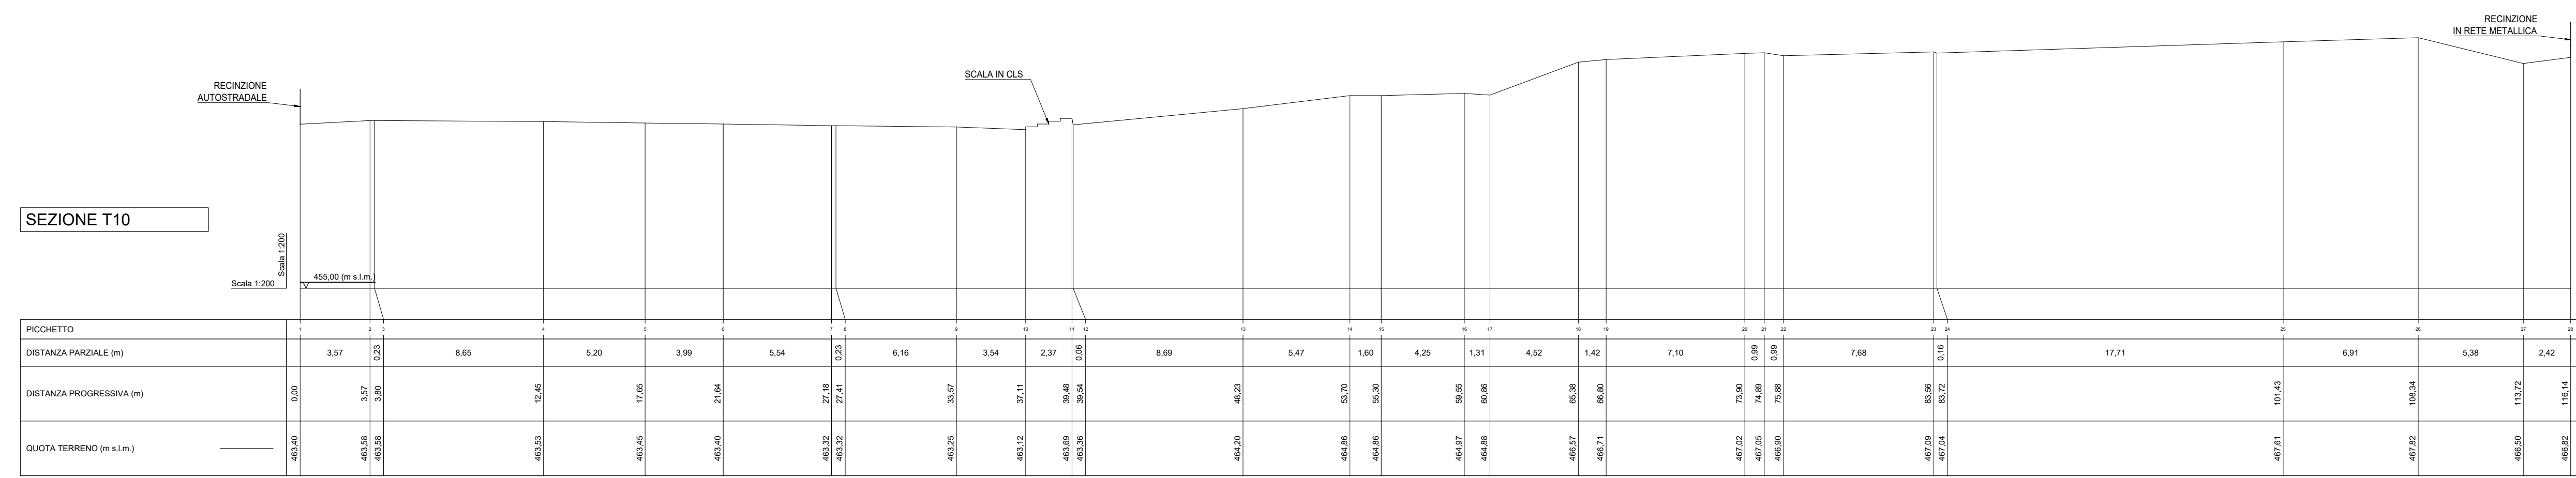 RECINZIONE
IN RETE METALLICA
SCALA IN CLS
RECINZIONE
AUTOSTRADALE
SEZIONE T10
Scala 1:200
Scala 1:200
455,00 (m s.l.m.)
PICCHETTO 1 2 3 4 5 6 7 8 9 10 11 12 13 14 15 16 17 18 19 20 21 22 23 24 25 26 27 28
DISTANZA PARZIALE (m) 3,57 0,23 8,65 5,20 3,99 5,54 0,23 6,16 3,54 2,37 0,06 8,69 5,47 1,60 4,25 1,31 4,52 1,42 7,10 0,99 0,99 7,68 0,16 17,71 6,91 5,38 2,42
DISTANZA PROGRESSIVA (m) 0,00 3,57 3,80 12,45 17,65 21,64 27,18 27,41 33,57 37,11 39,48 39,54 48,23 53,70 55,30 59,55 60,86 65,38 66,80 73,90 74,89 75,88 83,56 83,72 101,43 108,34 113,72 116,14
QUOTA TERRENO (m s.l.m.) 463,40 463,58 463,58 463,53 463,45 463,40 463,32 463,32 463,25 463,12 463,69 463,36 464,20 464,86 464,86 464,97 464,88 466,57 466,71 467,02 467,05 466,90 467,09 467,04 467,61 467,82 466,50 466,82